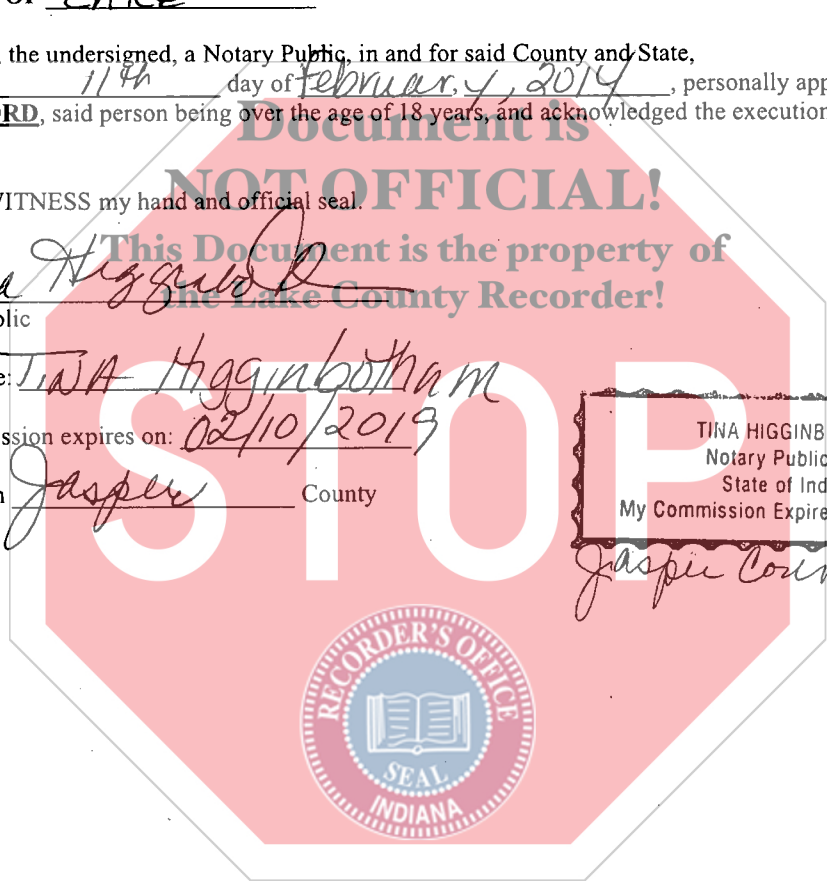 OF LAKE
, the undersigned, a Notary Public, in and for said County and State,
11th day of February, 2014, personally app
RD, said person being over the age of 18 years, and acknowledged the execution
Document is
NOT OFFICIAL!
This Document is the property of
the Lake County Recorder!
WITNESS my hand and official seal.
a Higginbotham
blic
e: TINA Higginbotham
ssion expires on: 02/10/2019
n Jasper County
STOP
TINA HIGGINB
Notary Public
State of Ind
My Commission Expire
Jasper Coun
RECORDER'S OFFICE
SEAL
INDIANA